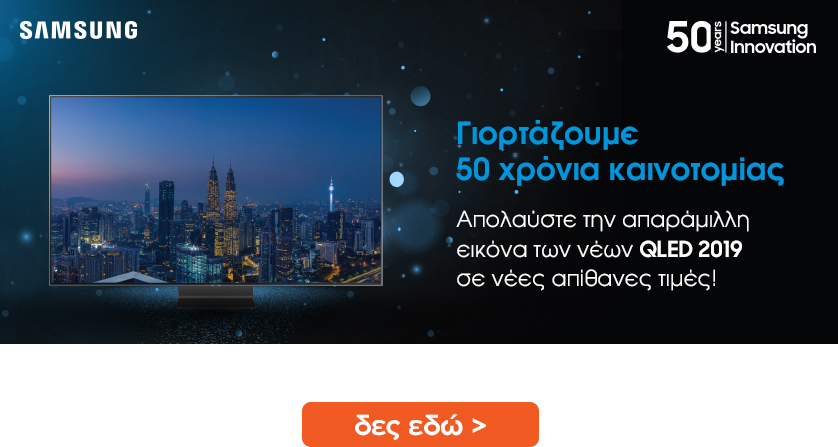 SAMSUNG
50 years Samsung
Innovation
Γιορτάζουμε
50 χρόνια καινοτομίας
Απολαύστε την απαράμιλλη
εικόνα των νέων QLED 2019
σε νέες απίθανες τιμές!
δες εδώ >